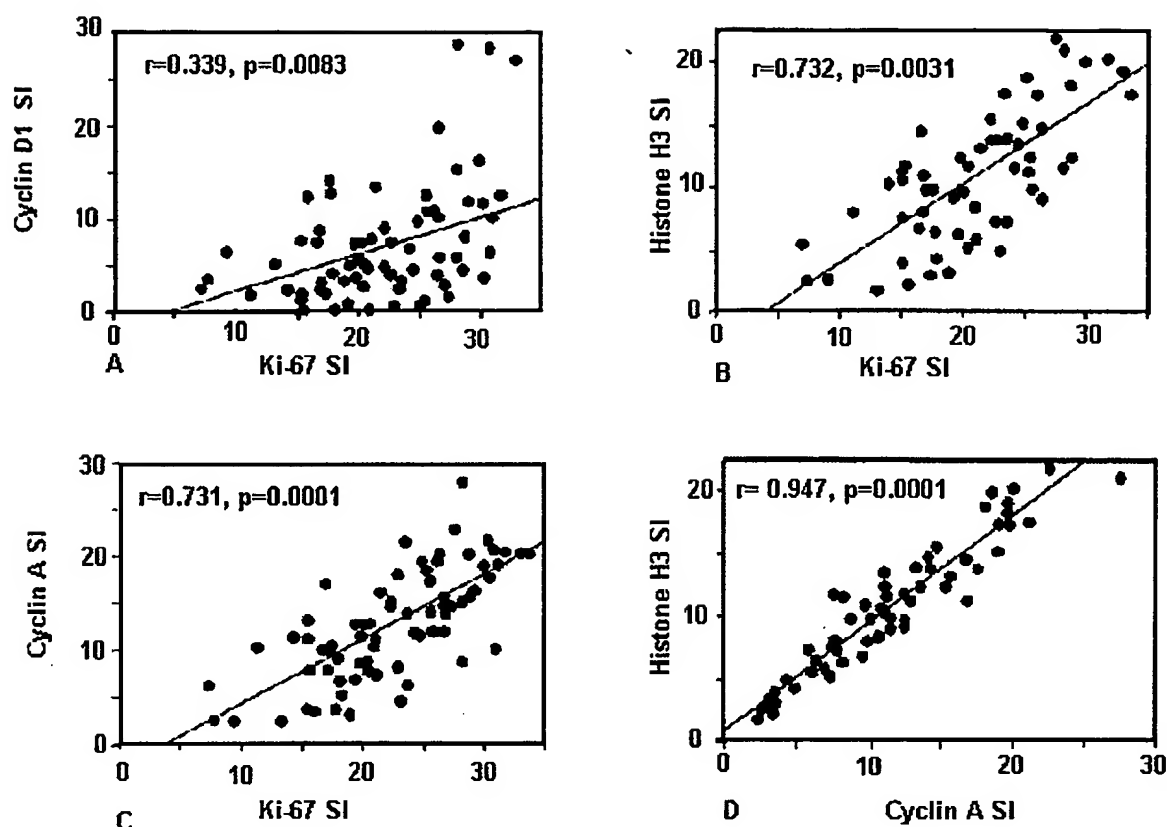 30
r=0.339, p=0.0083
Cyclin D1 SI
20
10
0
0 10 20 30
A Ki-67 SI
r=0.732, p=0.0031
20
Histone H3 SI
10
0
0 10 20 30
B Ki-67 SI
30
r=0.731, p=0.0001
Cyclin A SI
20
10
0
0 10 20 30
C Ki-67 SI
r= 0.947, p=0.0001
20
Histone H3 SI
10
0
0 10 20 30
D Cyclin A SI